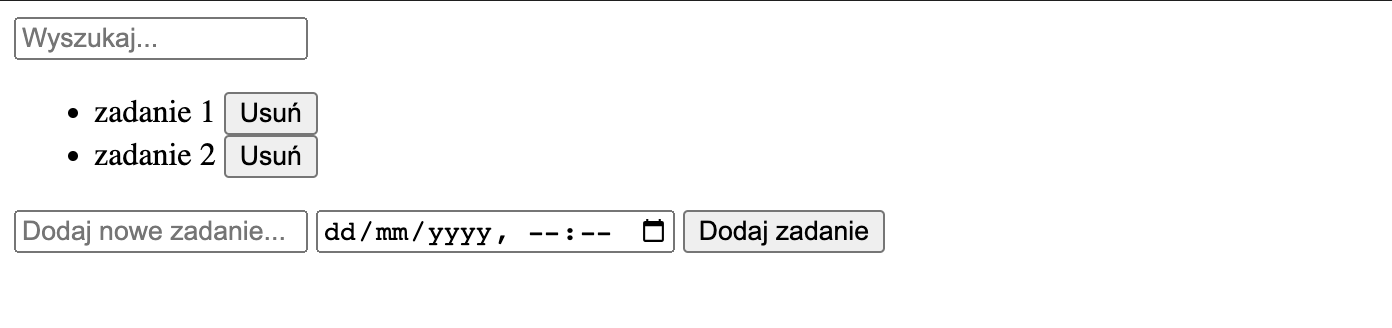 Wyszukaj...
zadanie 1 Usuń
zadanie 2 Usuń
Dodaj nowe zadanie... dd/mm/yyyy, --:-- Dodaj zadanie